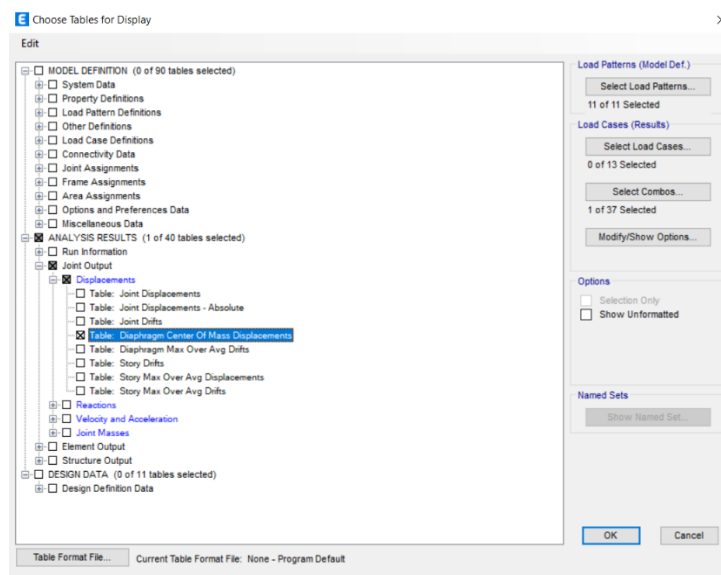 E Choose Tables for Display
Edit
MODEL DEFINITION (0 of 90 tables selected)
System Data
Property Definitions
Load Pattern Definitions
Other Definitions
Load Case Definitions
Connectivity Data
Joint Assignments
Frame Assignments
Area Assignments
Options and Preferences Data
Miscellaneous Data
ANALYSIS RESULTS (1 of 40 tables selected)
Run Information
Joint Output
Displacements
Table: Joint Displacements
Table: Joint Displacements - Absolute
Table: Joint Drifts
Table: Diaphragm Center Of Mass Displacements
Table: Diaphragm Max Over Avg Drifts
Table: Story Drifts
Table: Story Max Over Avg Displacements
Table: Story Max Over Avg Drifts
Reactions
Velocity and Acceleration
Joint Masses
Element Output
Structure Output
DESIGN DATA (0 of 11 tables selected)
Design Definition Data
Load Patterns (Model Def.)
Select Load Patterns...
11 of 11 Selected
Load Cases (Results)
Select Load Cases...
0 of 13 Selected
Select Combos...
1 of 37 Selected
Modify/Show Options...
Options
Selection Only
Show Unformatted
Named Sets
Show Named Set...
OK
Cancel
Table Format File...
Current Table Format File: None - Program Default